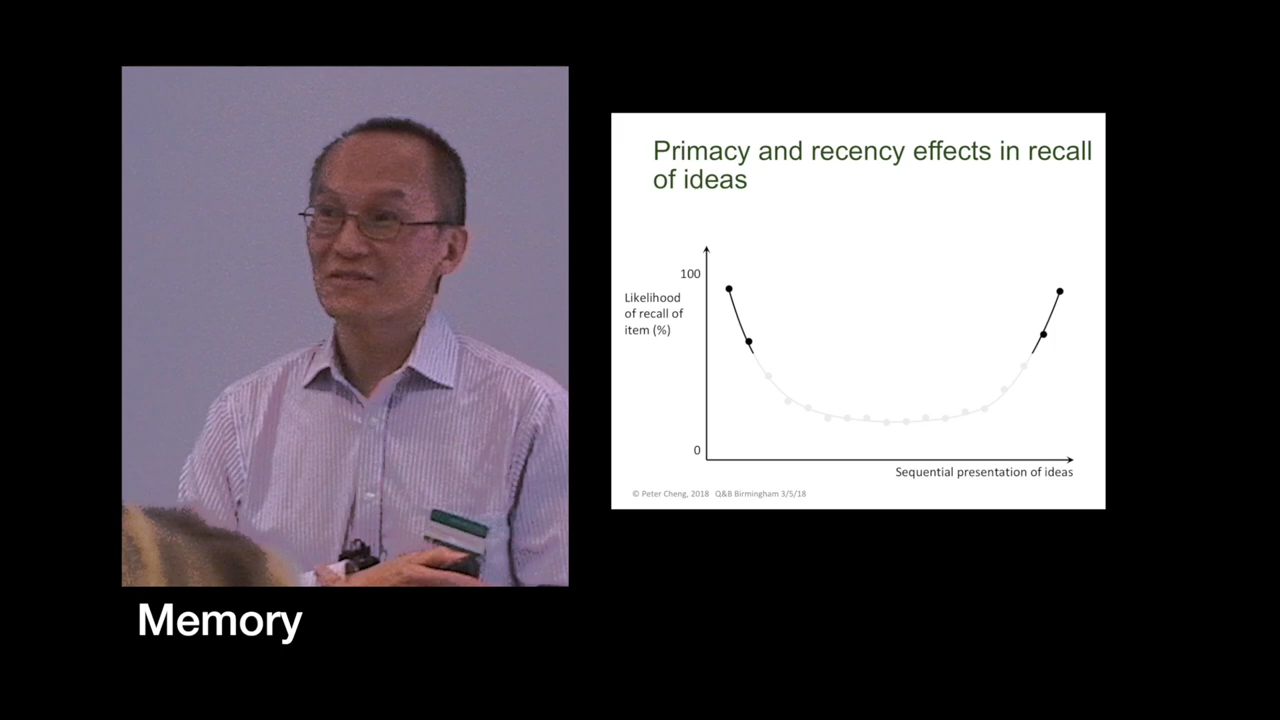 Primacy and recency effects in recall
of ideas
100
Likelihood
of recall of
item (%)
0
Sequential presentation of ideas
© Peter Cheng, 2018 Q&B Birmingham 3/5/18
Memory